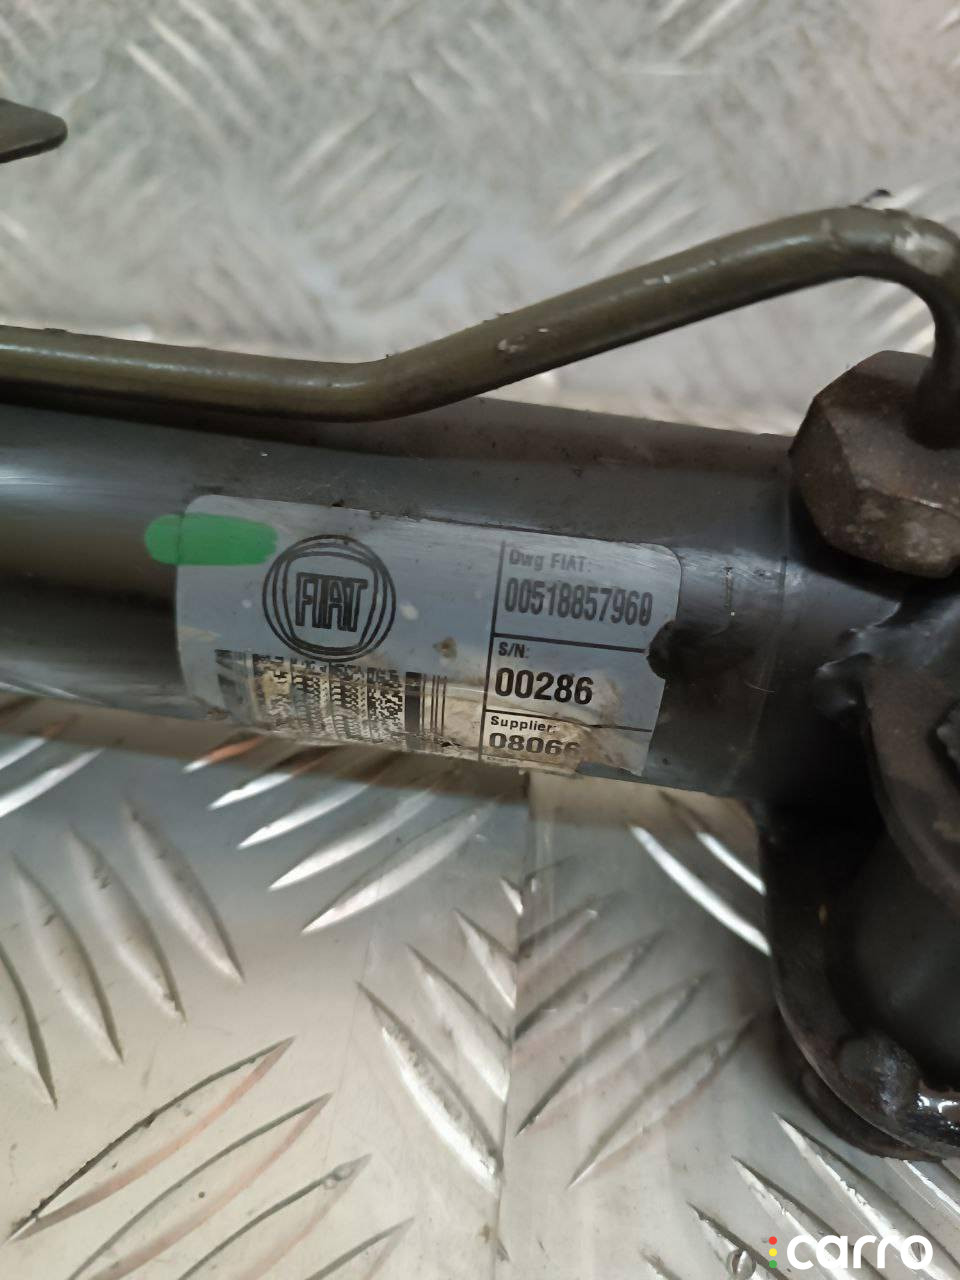 FIAT
Dwg FIAT:
00518857960
S/N:
00286
Supplier:
08066
carro